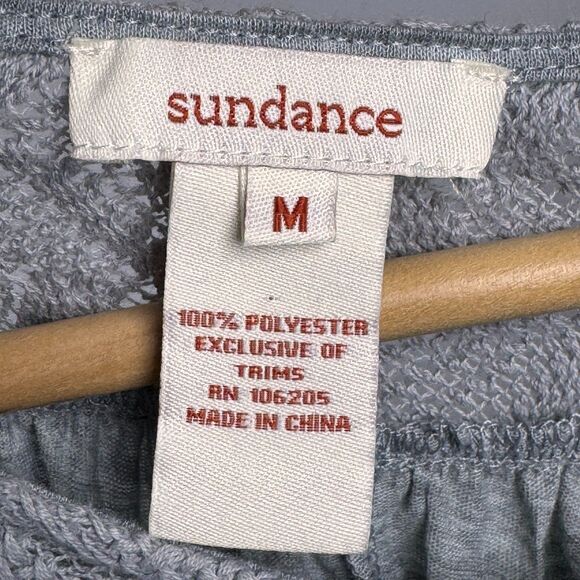 sundance
M
100% POLYESTER
EXCLUSIVE OF
TRIMS
RN 106205
MADE IN CHINA